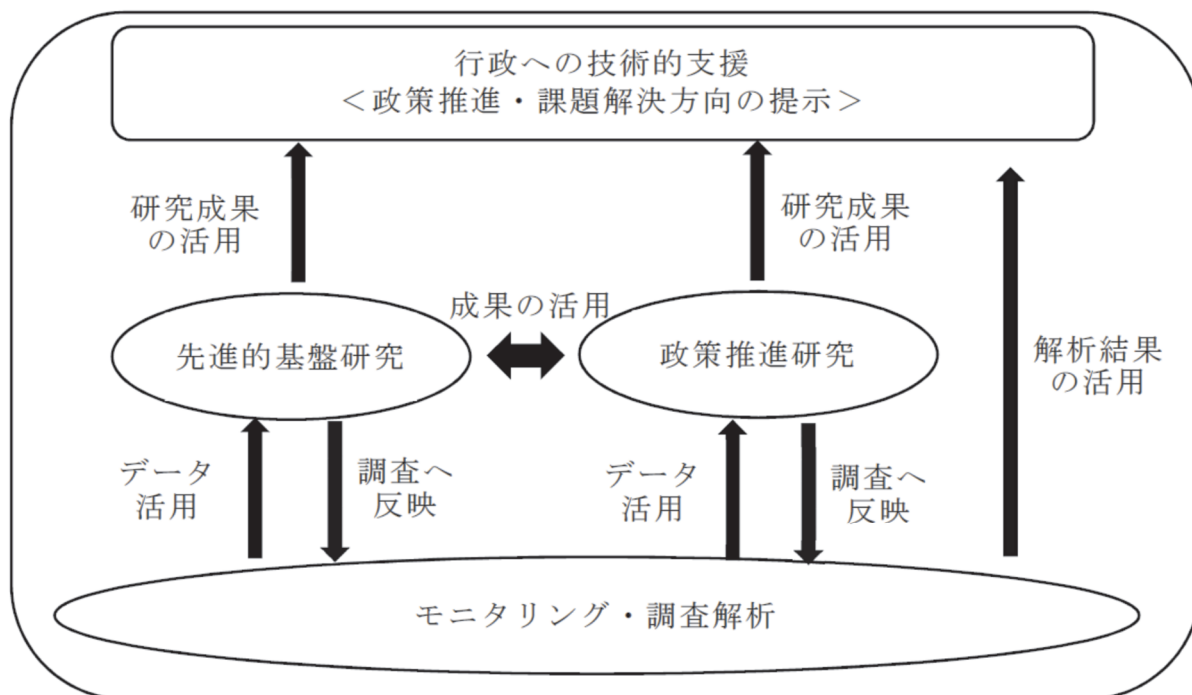 行政への技術的支援
＜政策推進・課題解決方向の提示＞
研究成果
の活用
研究成果
の活用
成果の活用
先進的基盤研究
政策推進研究
解析結果
の活用
データ
活用
調査へ
反映
データ
活用
調査へ
反映
モニタリング・調査解析